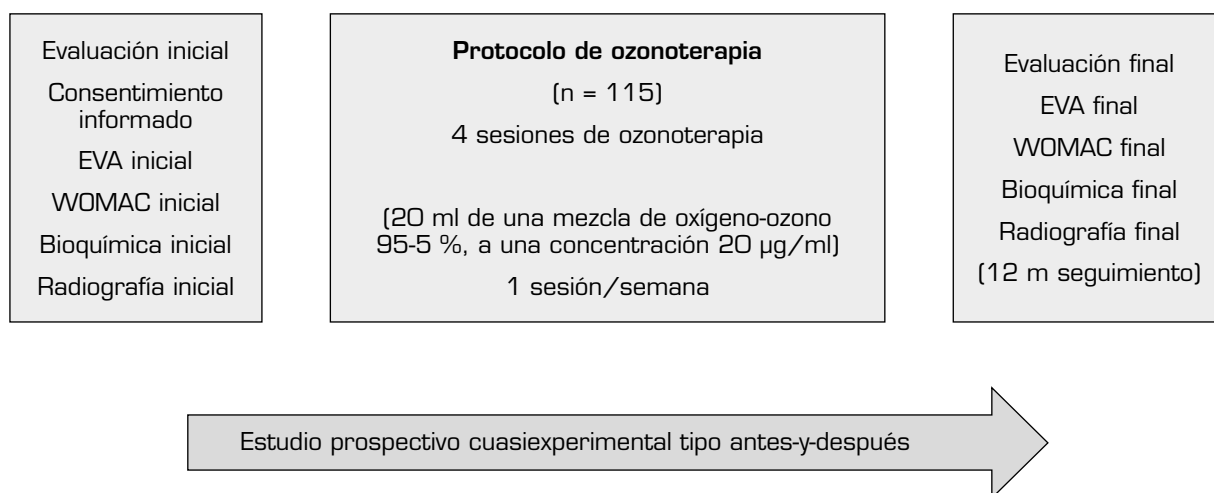 Evaluación inicial
Consentimiento
informado
EVA inicial
WOMAC inicial
Bioquímica inicial
Radiografía inicial
Protocolo de ozonoterapia
(n = 115)
4 sesiones de ozonoterapia
(20 ml de una mezcla de oxígeno-ozono
95-5 %, a una concentración 20 µg/ml)
1 sesión/semana
Evaluación final
EVA final
WOMAC final
Bioquímica final
Radiografía final
(12 m seguimiento)
Estudio prospectivo cuasiexperimental tipo antes-y-después